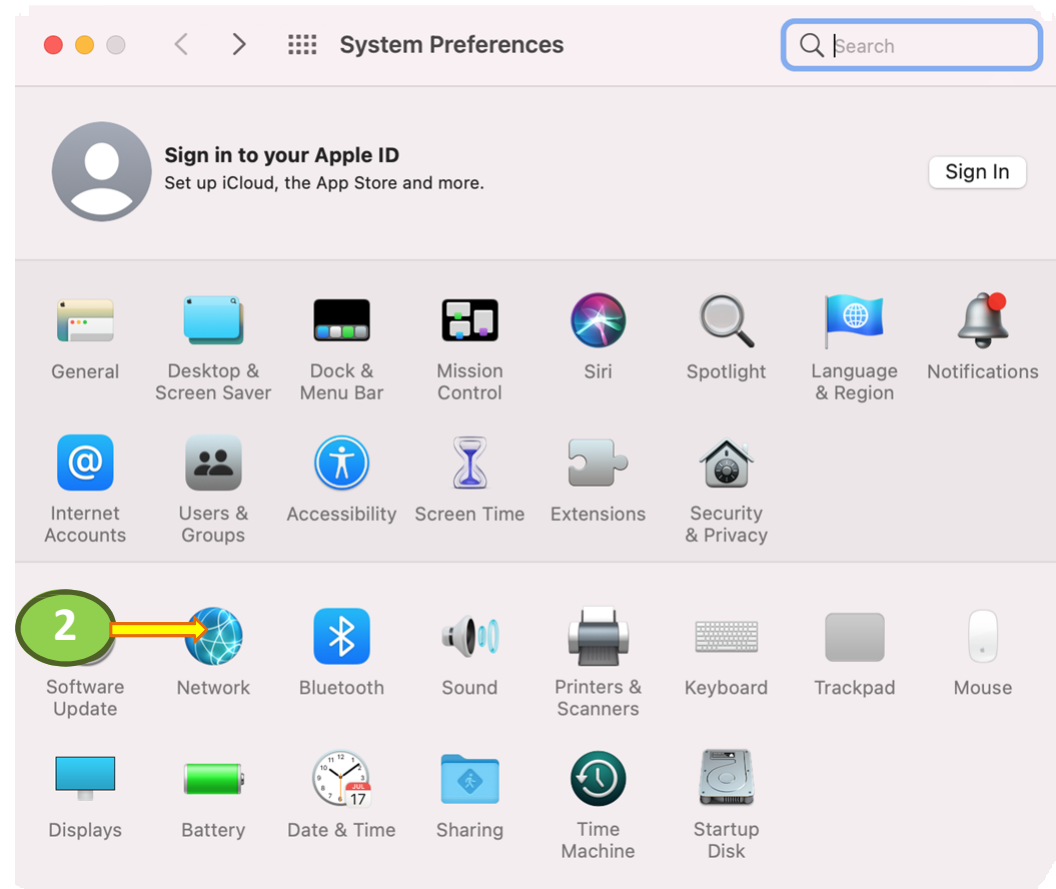 System Preferences
Search
Sign in to your Apple ID
Set up iCloud, the App Store and more.
Sign In
General
Desktop &
Screen Saver
Dock &
Menu Bar
Mission
Control
Siri
Spotlight
Language
& Region
Notifications
@
Internet
Accounts
Users &
Groups
Accessibility
Screen Time
Extensions
Security
& Privacy
2
Software
Update
Network
Bluetooth
Sound
Printers &
Scanners
Keyboard
Trackpad
Mouse
Displays
Battery
JUL
17
Date & Time
Sharing
Time
Machine
Startup
Disk